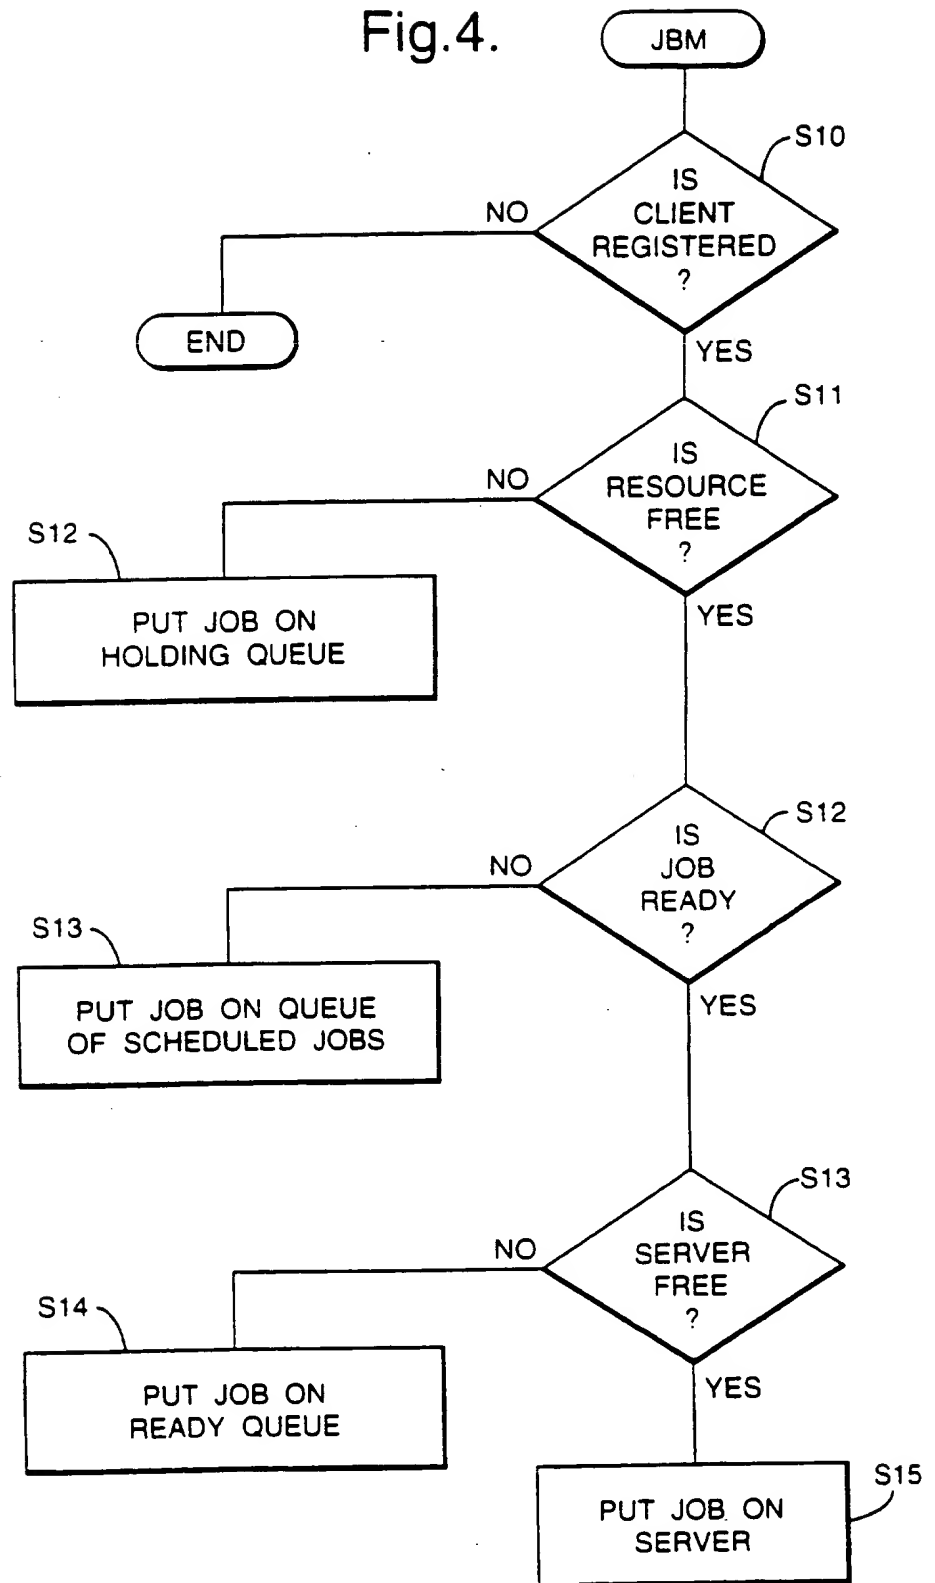 Fig.4.
JBM
S10
IS
CLIENT
REGISTERED
?
NO
END
YES
S11
IS
RESOURCE
FREE
?
NO
S12
PUT JOB ON
HOLDING QUEUE
YES
S12
IS
JOB
READY
?
NO
S13
PUT JOB ON QUEUE
OF SCHEDULED JOBS
YES
S13
IS
SERVER
FREE
?
NO
S14
PUT JOB ON
READY QUEUE
YES
S15
PUT JOB ON
SERVER